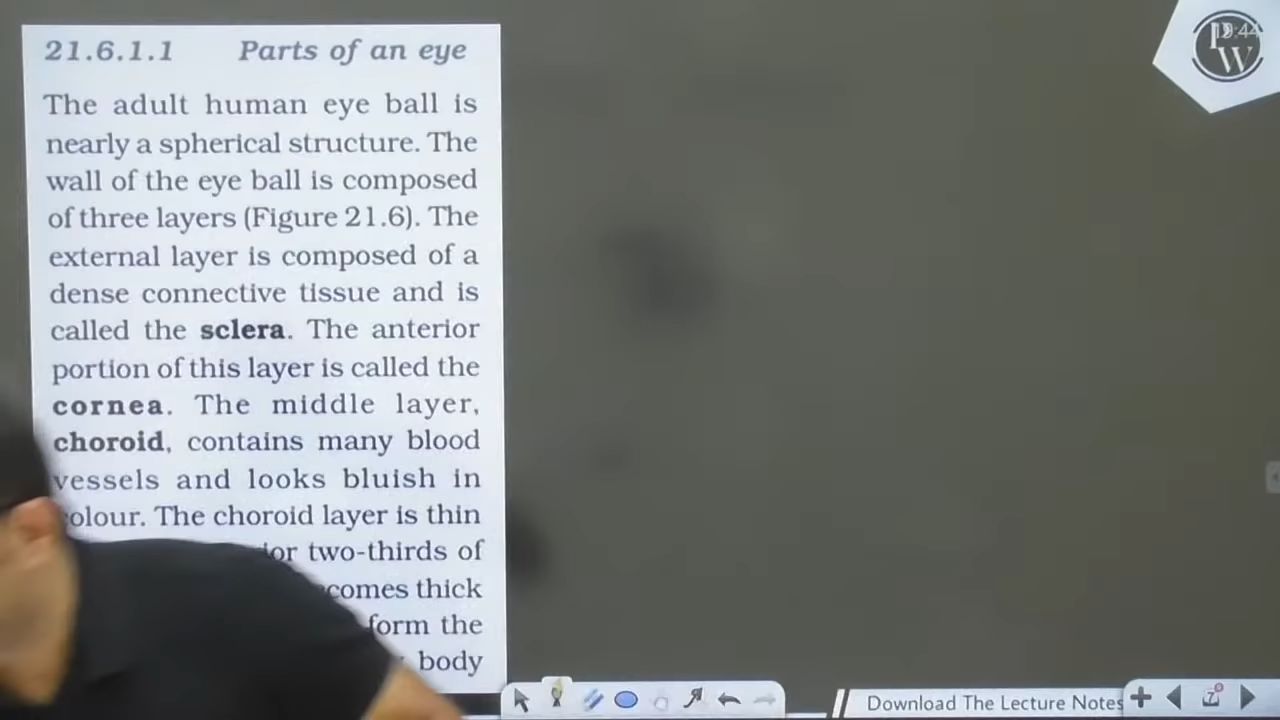 21.6.1.1 Parts of an eye
The adult human eye ball is
nearly a spherical structure. The
wall of the eye ball is composed
of three layers (Figure 21.6). The
external layer is composed of a
dense connective tissue and is
called the sclera. The anterior
portion of this layer is called the
cornea. The middle layer,
choroid, contains many blood
vessels and looks bluish in
colour. The choroid layer is thin
two-thirds of
comes thick
form the
body
PW
Download The Lecture Notes